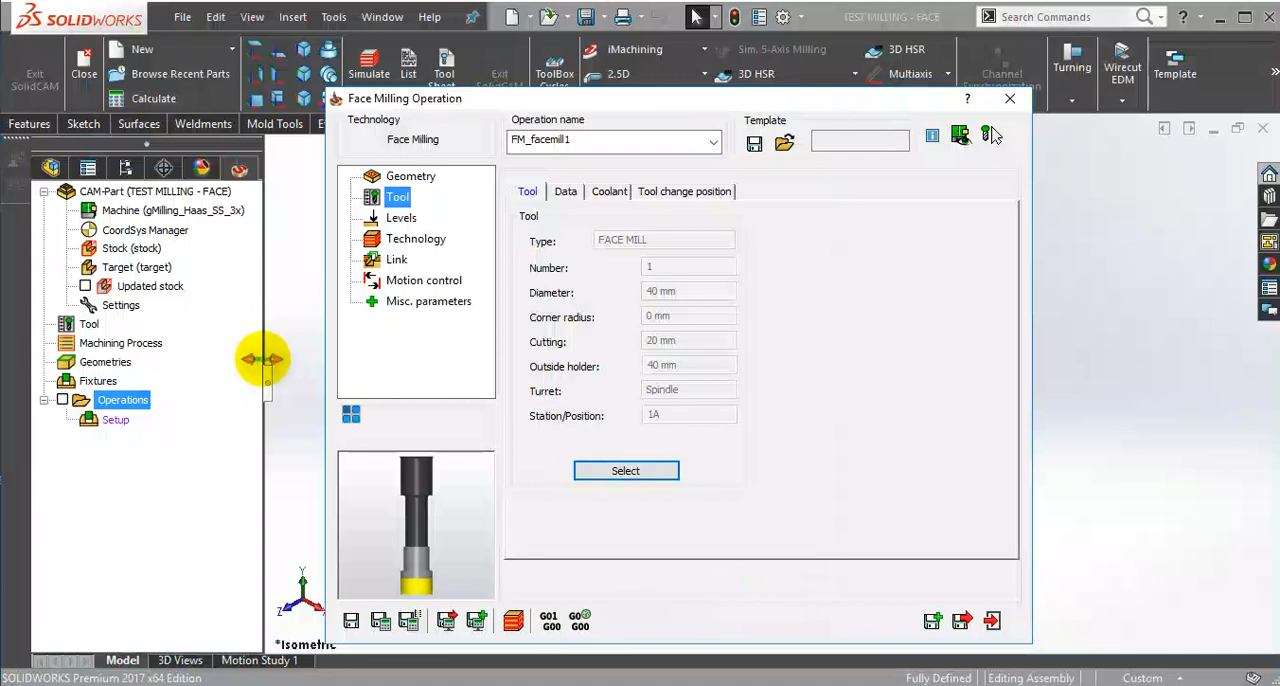 SOLIDWORKS File Edit View Insert Tools Window Help TEST MILLING - FACE Search Commands ?
Exit SolidCAM
Close
New
Browse Recent Parts
Calculate
Simulate
List
Tool Sheet
Exit
ToolBox Cycles
iMachining
2.5D
Sim. 5-Axis Milling
3D HSR
3D HSR
Multiaxis
Channel Synchronization
Turning
Wirecut EDM
Template
Features Sketch Surfaces Weldments Mold Tools
CAM-Part (TEST MILLING - FACE)
Machine (gMilling_Haas_SS_3x)
CoordSys Manager
Stock (stock)
Target (target)
Updated stock
Settings
Tool
Machining Process
Geometries
Fixtures
Operations
Setup
Face Milling Operation ?
Technology
Face Milling
Operation name
FM_facemill1
Template
Geometry
Tool
Levels
Technology
Link
Motion control
Misc. parameters
Tool Data Coolant Tool change position
Tool
Type: FACE MILL
Number: 1
Diameter: 40 mm
Corner radius: 0 mm
Cutting: 20 mm
Outside holder: 40 mm
Turret: Spindle
Station/Position: 1A
Select
G01
G00
G00
Y
Z
*Isometric
Model 3D Views Motion Study 1
SOLIDWORKS Premium 2017 x64 Edition Fully Defined Editing Assembly Custom